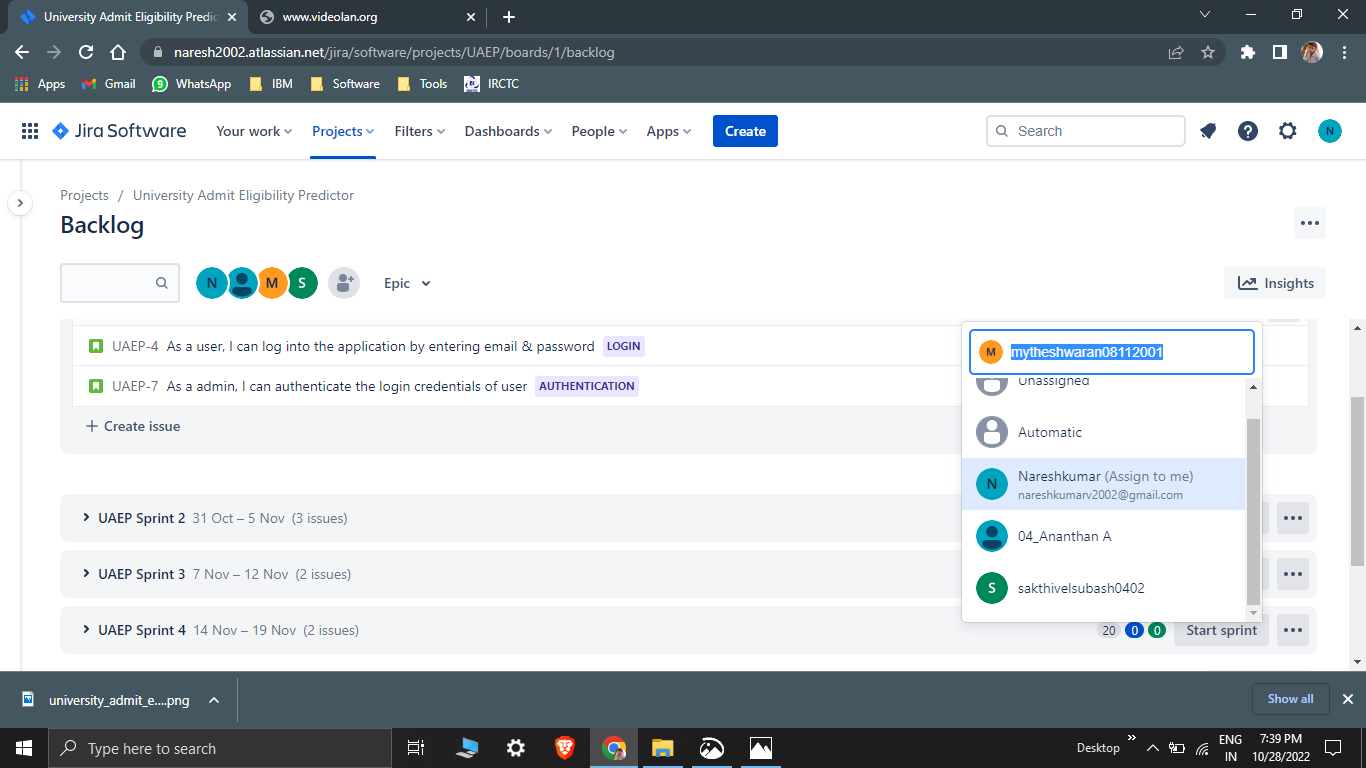 University Admit Eligibility Predic
www.videolan.org
naresh2002.atlassian.net/jira/software/projects/UAEP/boards/1/backlog
Apps Gmail WhatsApp IBM Software Tools IRCTC
Jira Software Your work Projects Filters Dashboards People Apps Create Search N
Projects / University Admit Eligibility Predictor
Backlog
N M S Epic Insights
UAEP-4 As a user, I can log into the application by entering email & password LOGIN
UAEP-7 As a admin, I can authenticate the login credentials of user AUTHENTICATION
+ Create issue
M mytheshwaran08112001
Unassigned
Automatic
N Nareshkumar (Assign to me)
nareshkumarv2002@gmail.com
04_Ananthan A
S sakthivelsubash0402
UAEP Sprint 2 31 Oct – 5 Nov (3 issues)
UAEP Sprint 3 7 Nov – 12 Nov (2 issues)
UAEP Sprint 4 14 Nov – 19 Nov (2 issues) 20 0 0 Start sprint
university_admit_e....png Show all
Type here to search Desktop ENG 7:39 PM
IN 10/28/2022